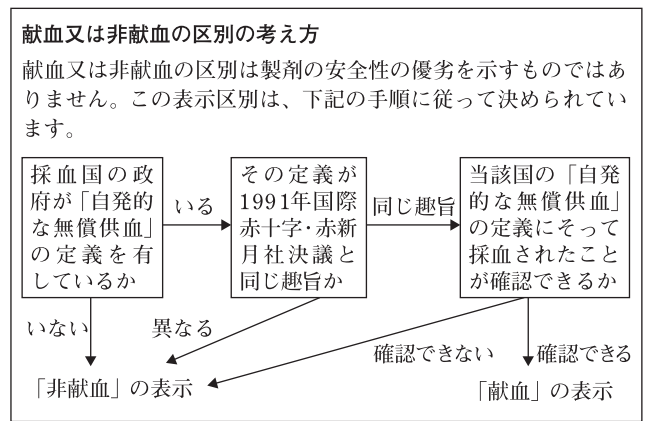 献血又は非献血の区別の考え方
献血又は非献血の区別は製剤の安全性の優劣を示すものではあ
りません。この表示区別は、下記の手順に従って決められてい
ます。
採血国の政
府が「自発的
な無償供血」
の定義を有
しているか
いる
その定義が
1991年国際
赤十字・赤新
月社決議と
同じ趣旨か
同じ趣旨
当該国の「自発
的な無償供血」
の定義にそって
採血されたこと
が確認できるか
いない
異なる
確認できない
確認できる
「非献血」の表示
「献血」の表示